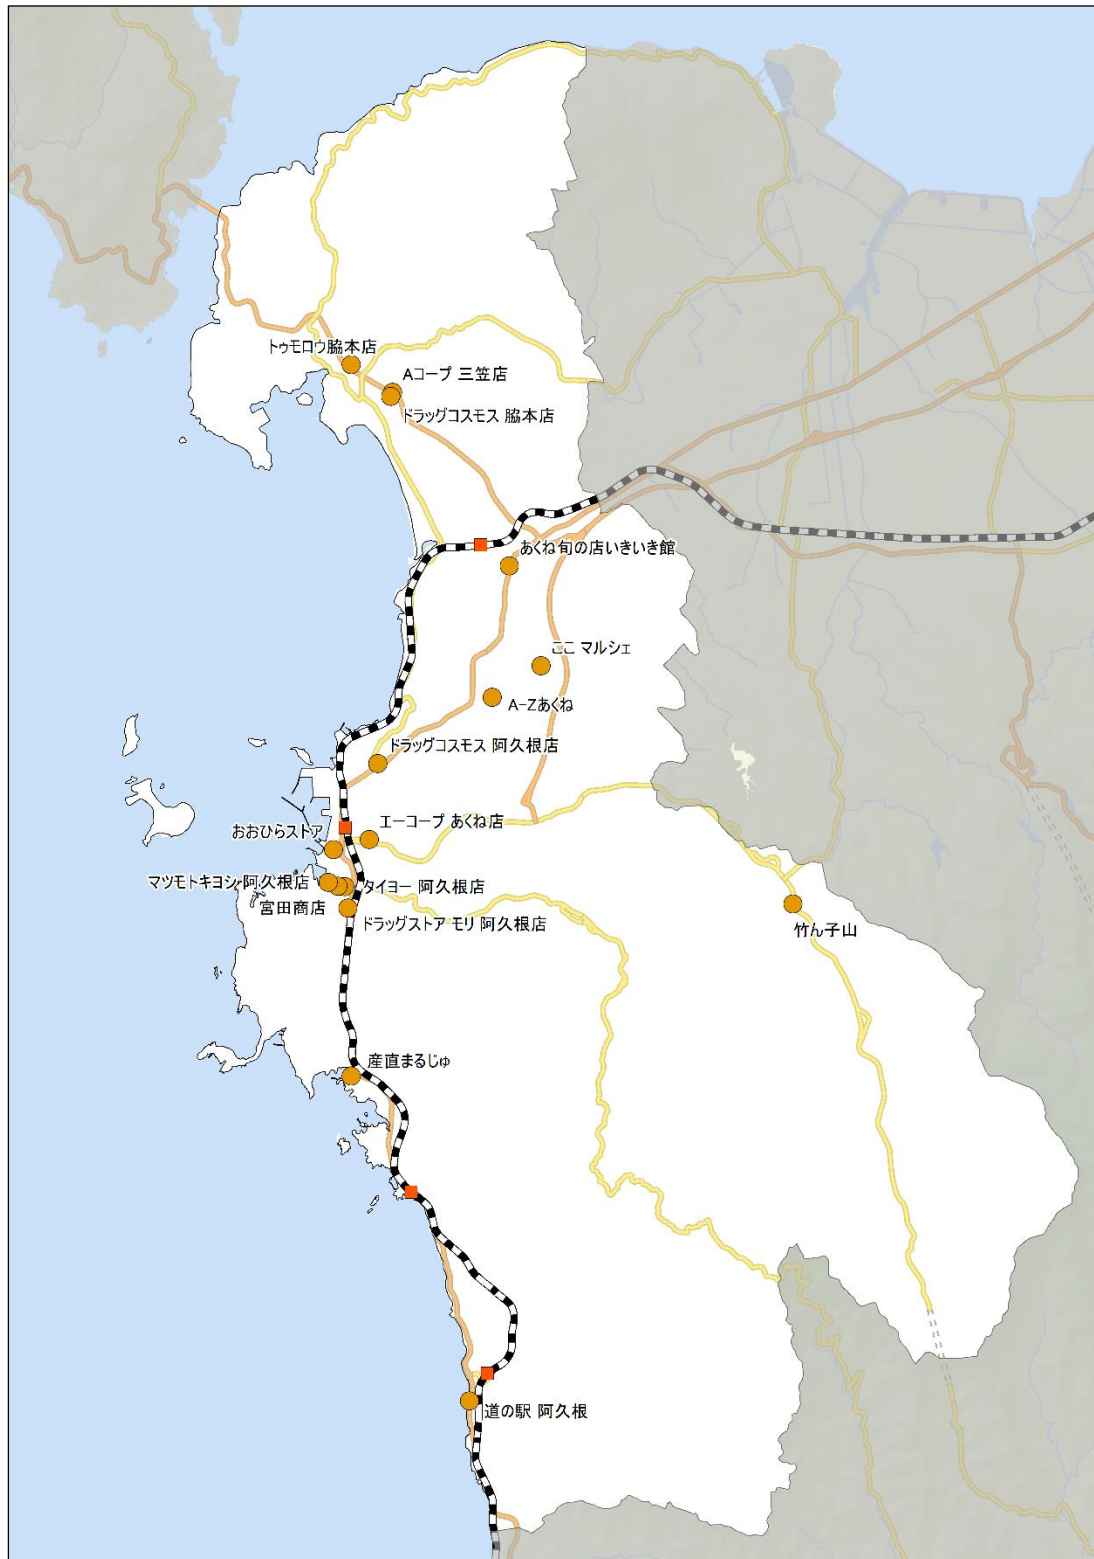 トゥモロウ脇本店
Aコープ 三笠店
ドラッグコスモス 脇本店
あくね旬の店いきいき館
ここ マルシェ
A-Zあくね
ドラッグコスモス 阿久根店
エーコープ あくね店
おおひらストア
マツモトキヨシ 阿久根店
タイヨー 阿久根店
宮田商店
ドラッグストア モリ 阿久根店
竹ん子山
産直まるじゅ
道の駅 阿久根